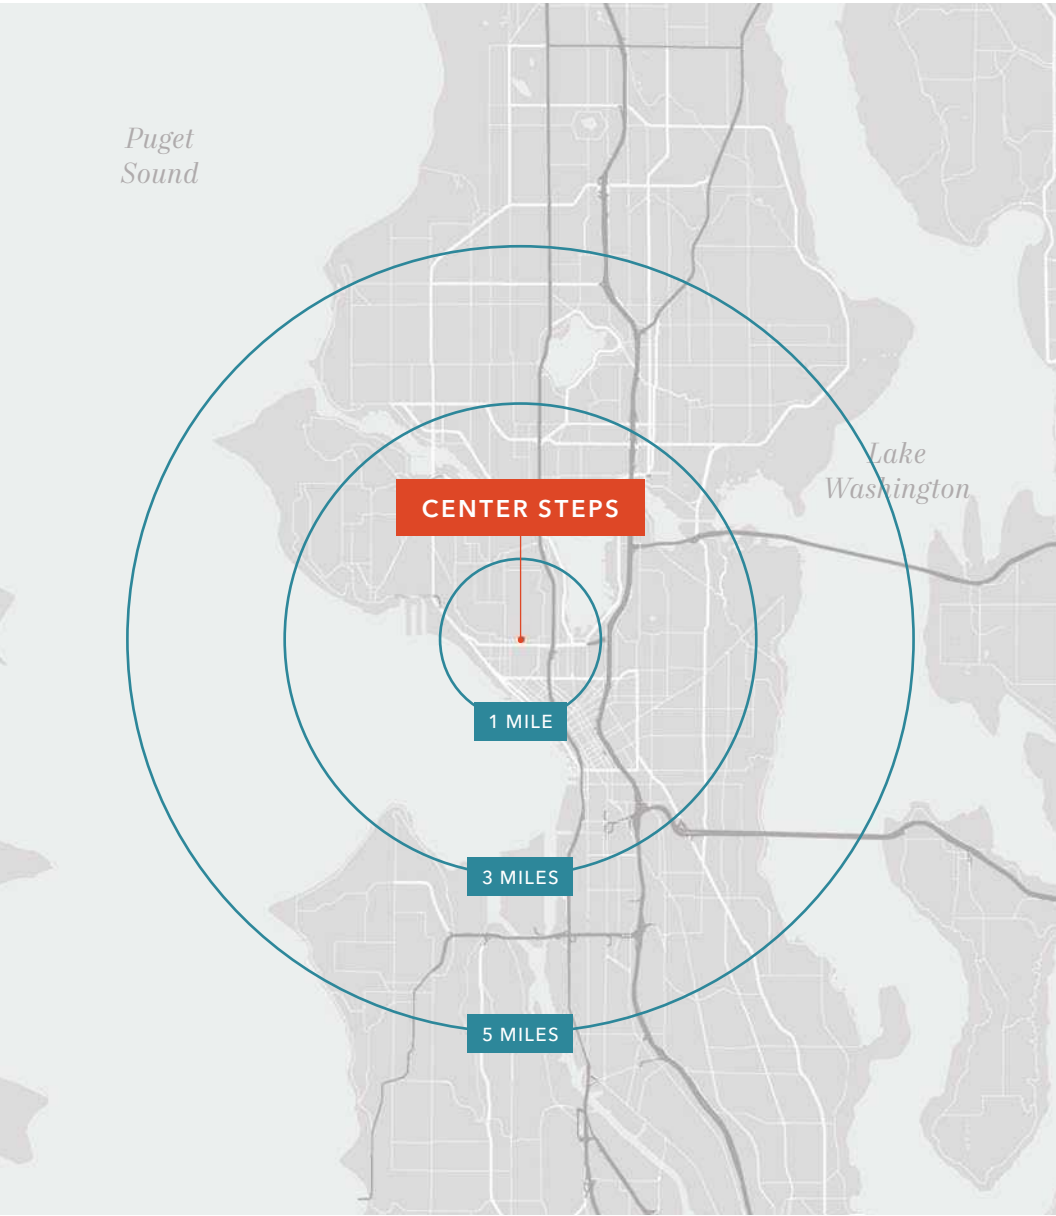 Puget
Sound
Lake
Washington
CENTER STEPS
1 MILE
3 MILES
5 MILES